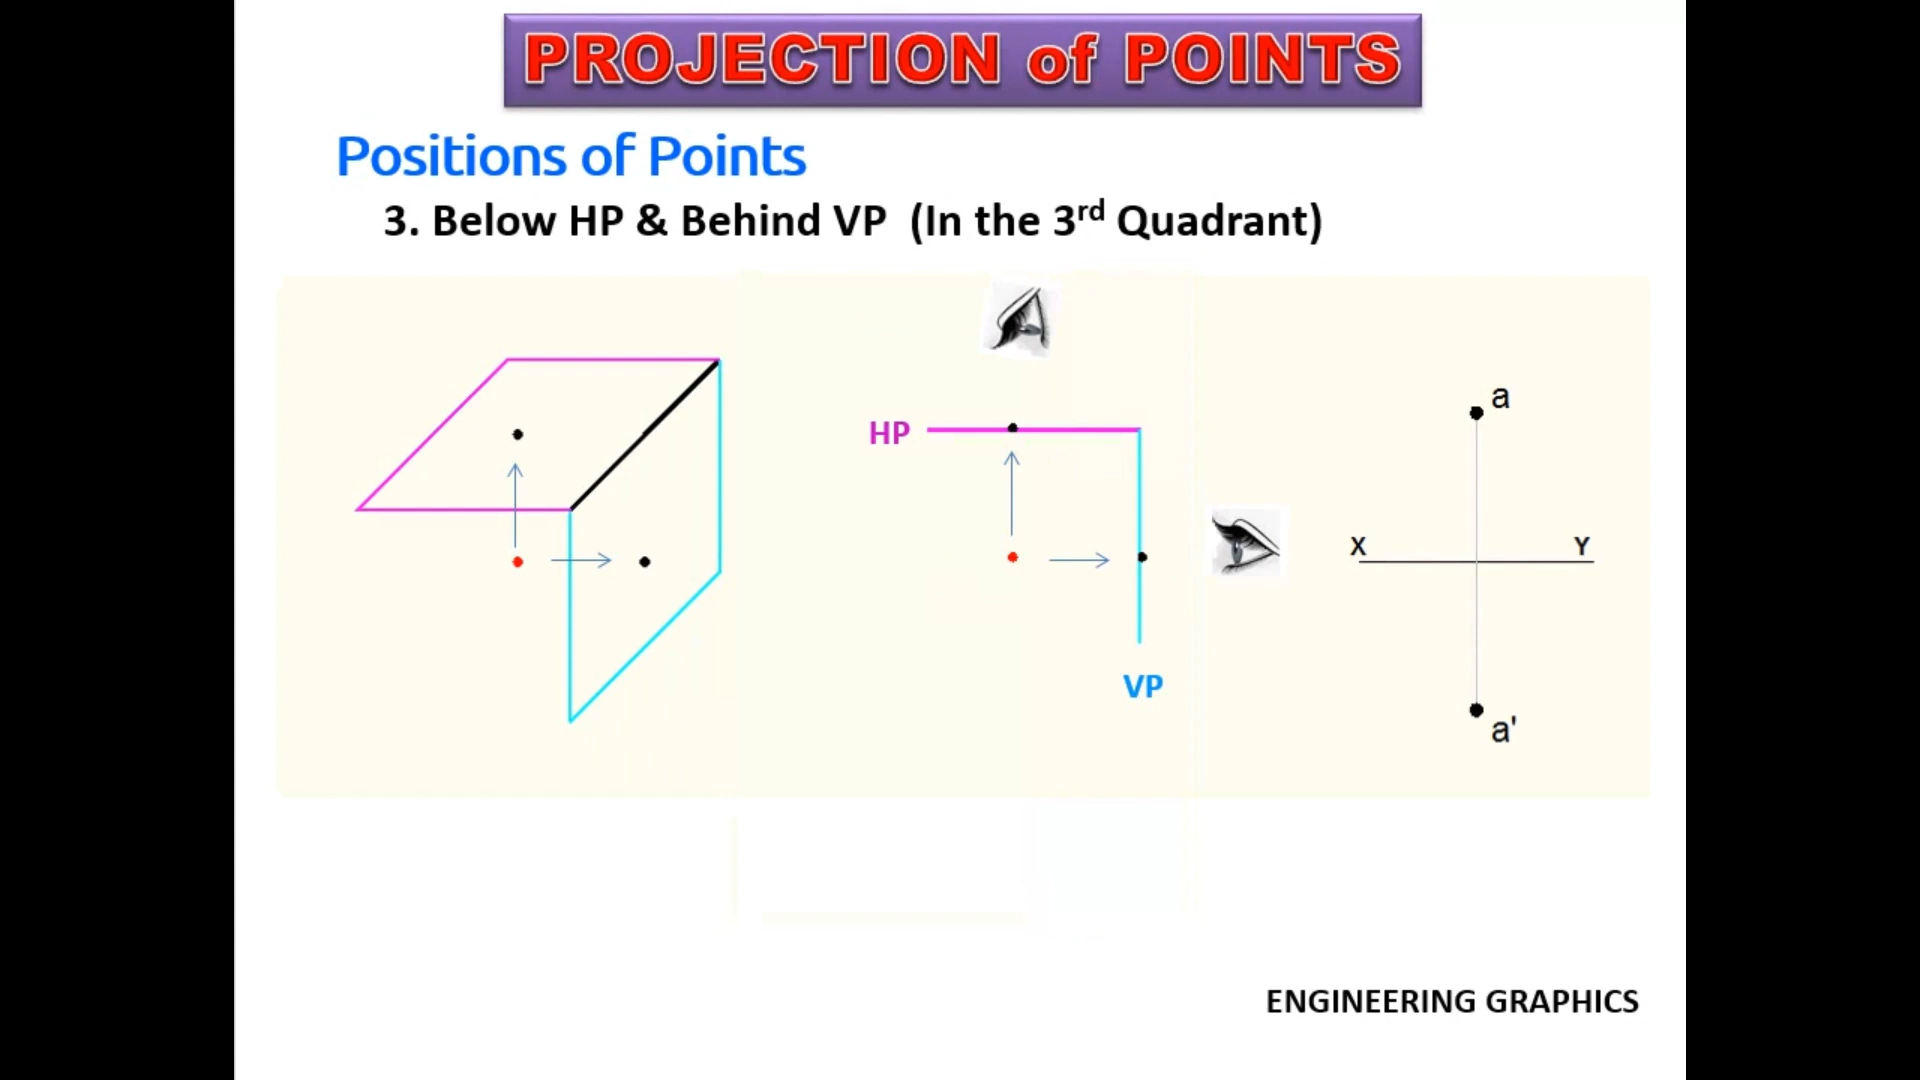 PROJECTION of POINTS
Positions of Points
3. Below HP & Behind VP (In the 3rd Quadrant)
HP
VP
a
X
Y
a'
ENGINEERING GRAPHICS